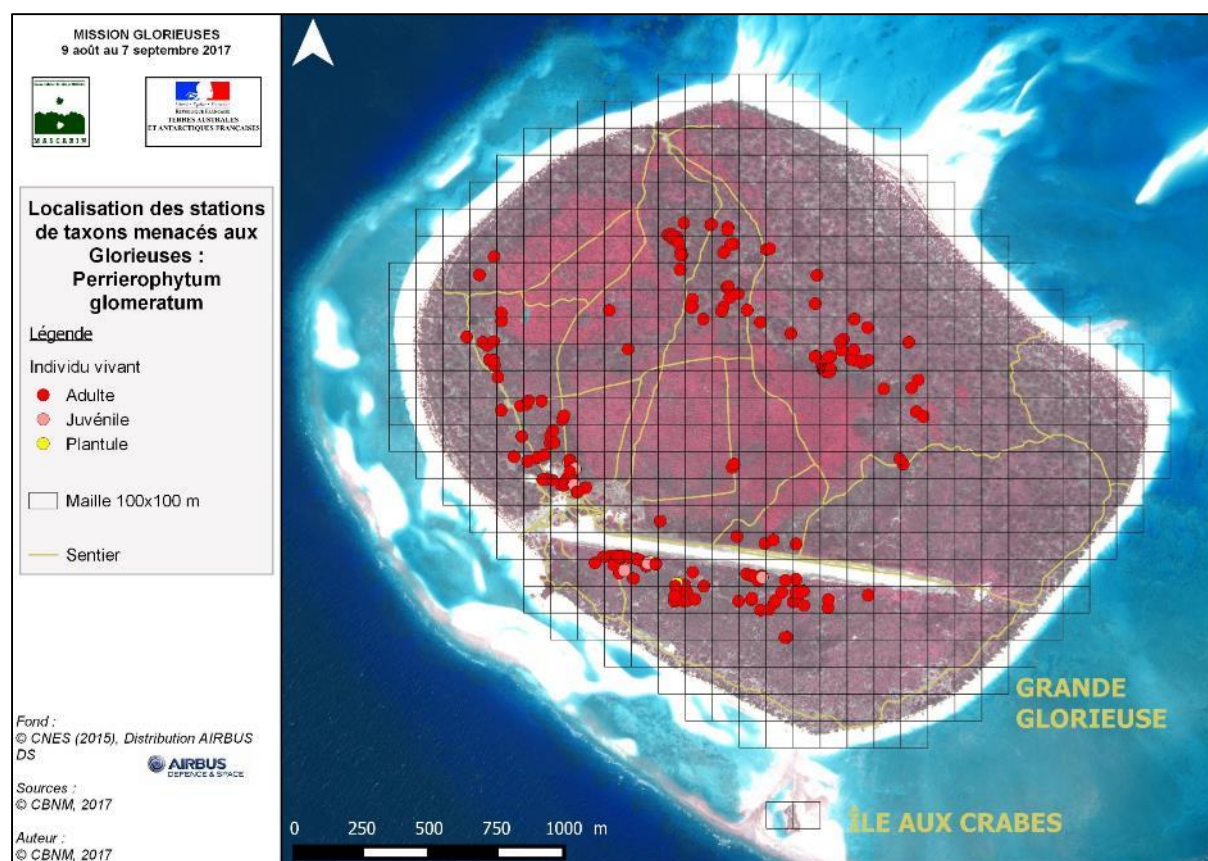 MISSION GLORIEUSES
9 août au 7 septembre 2017
MASCARIN
RÉPUBLIQUE FRANÇAISE
TERRES AUSTRALES
ET ANTARCTIQUES FRANÇAISES
Localisation des stations
de taxons menacés aux
Glorieuses :
Perrierophytum
glomeratum
Légende
Individu vivant
Adulte
Juvénile
Plantule
Maille 100x100 m
Sentier
Fond :
© CNES (2015), Distribution AIRBUS
DS
AIRBUS
DEFENCE & SPACE
Sources :
© CBNM, 2017
Auteur :
© CBNM, 2017
GRANDE
GLORIEUSE
ÎLE AUX CRABES
0 250 500 750 1000 m